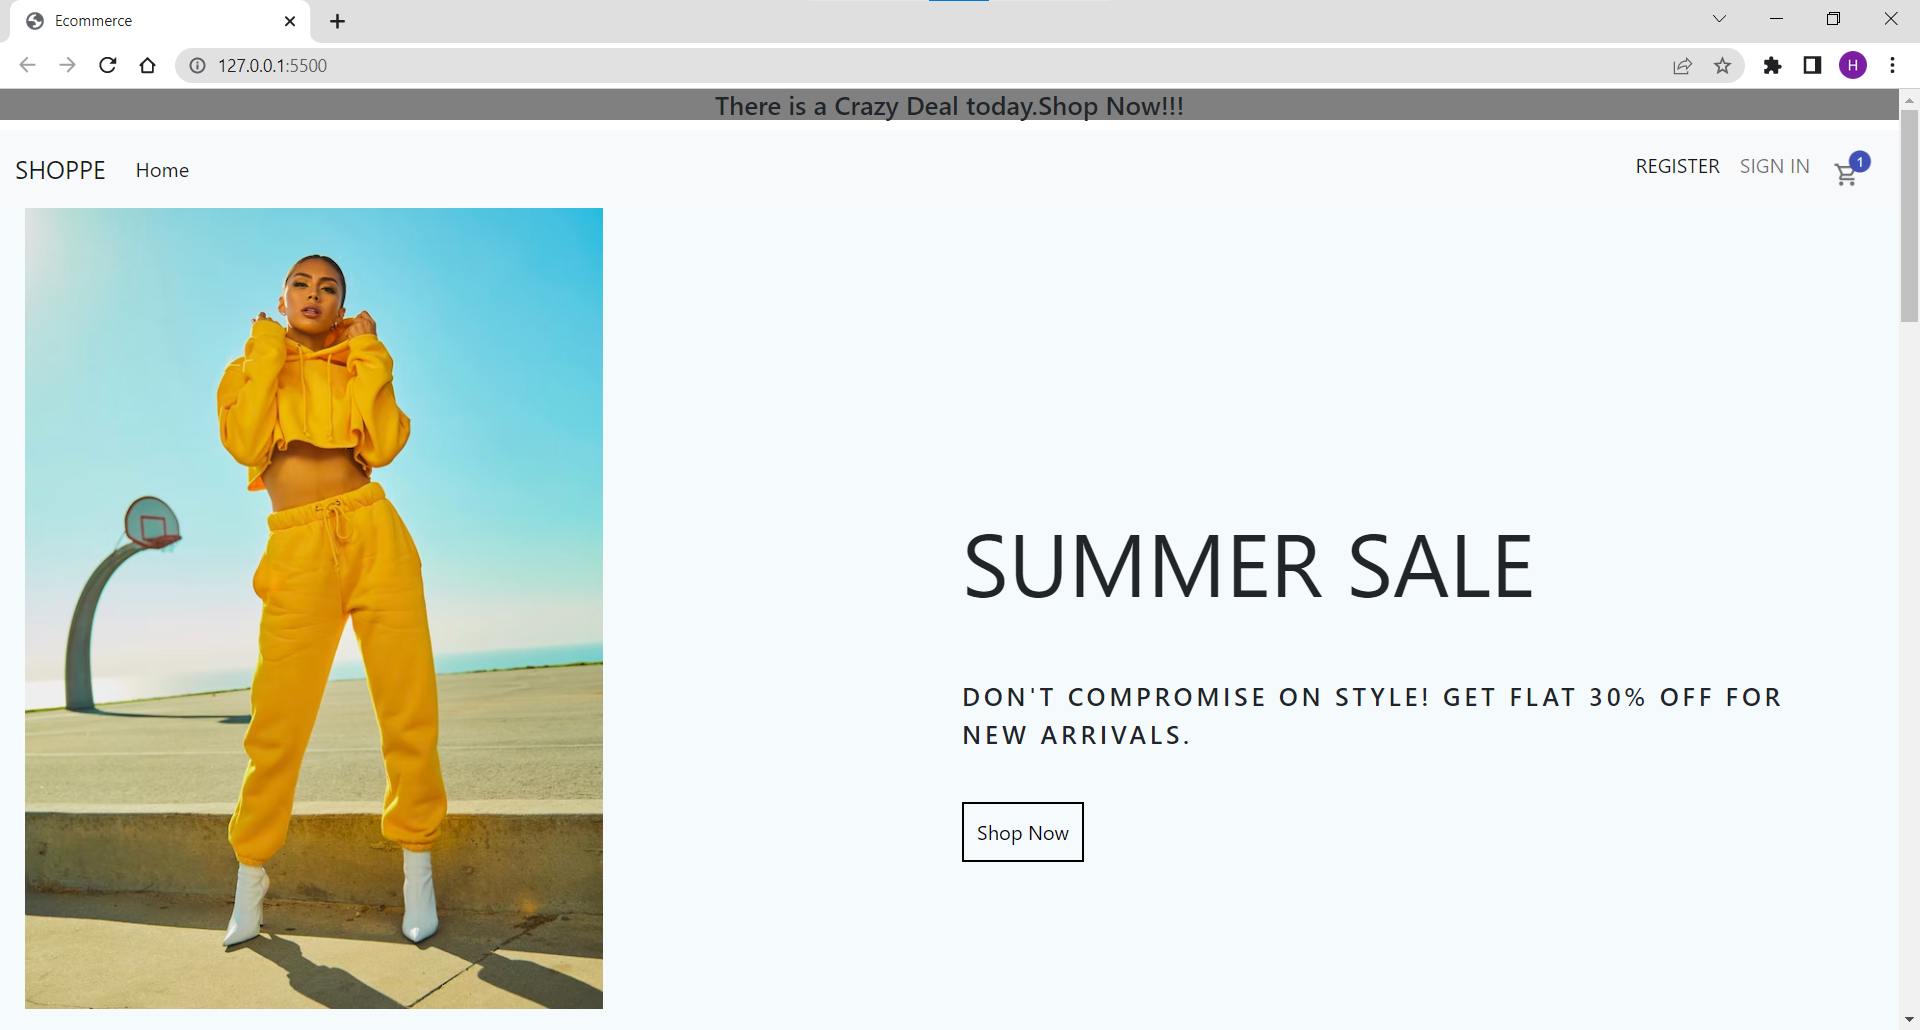 Ecommerce
127.0.0.1:5500
H
There is a Crazy Deal today.Shop Now!!!
SHOPPE Home REGISTER SIGN IN 1
SUMMER SALE
DON'T COMPROMISE ON STYLE! GET FLAT 30% OFF FOR
NEW ARRIVALS.
Shop Now